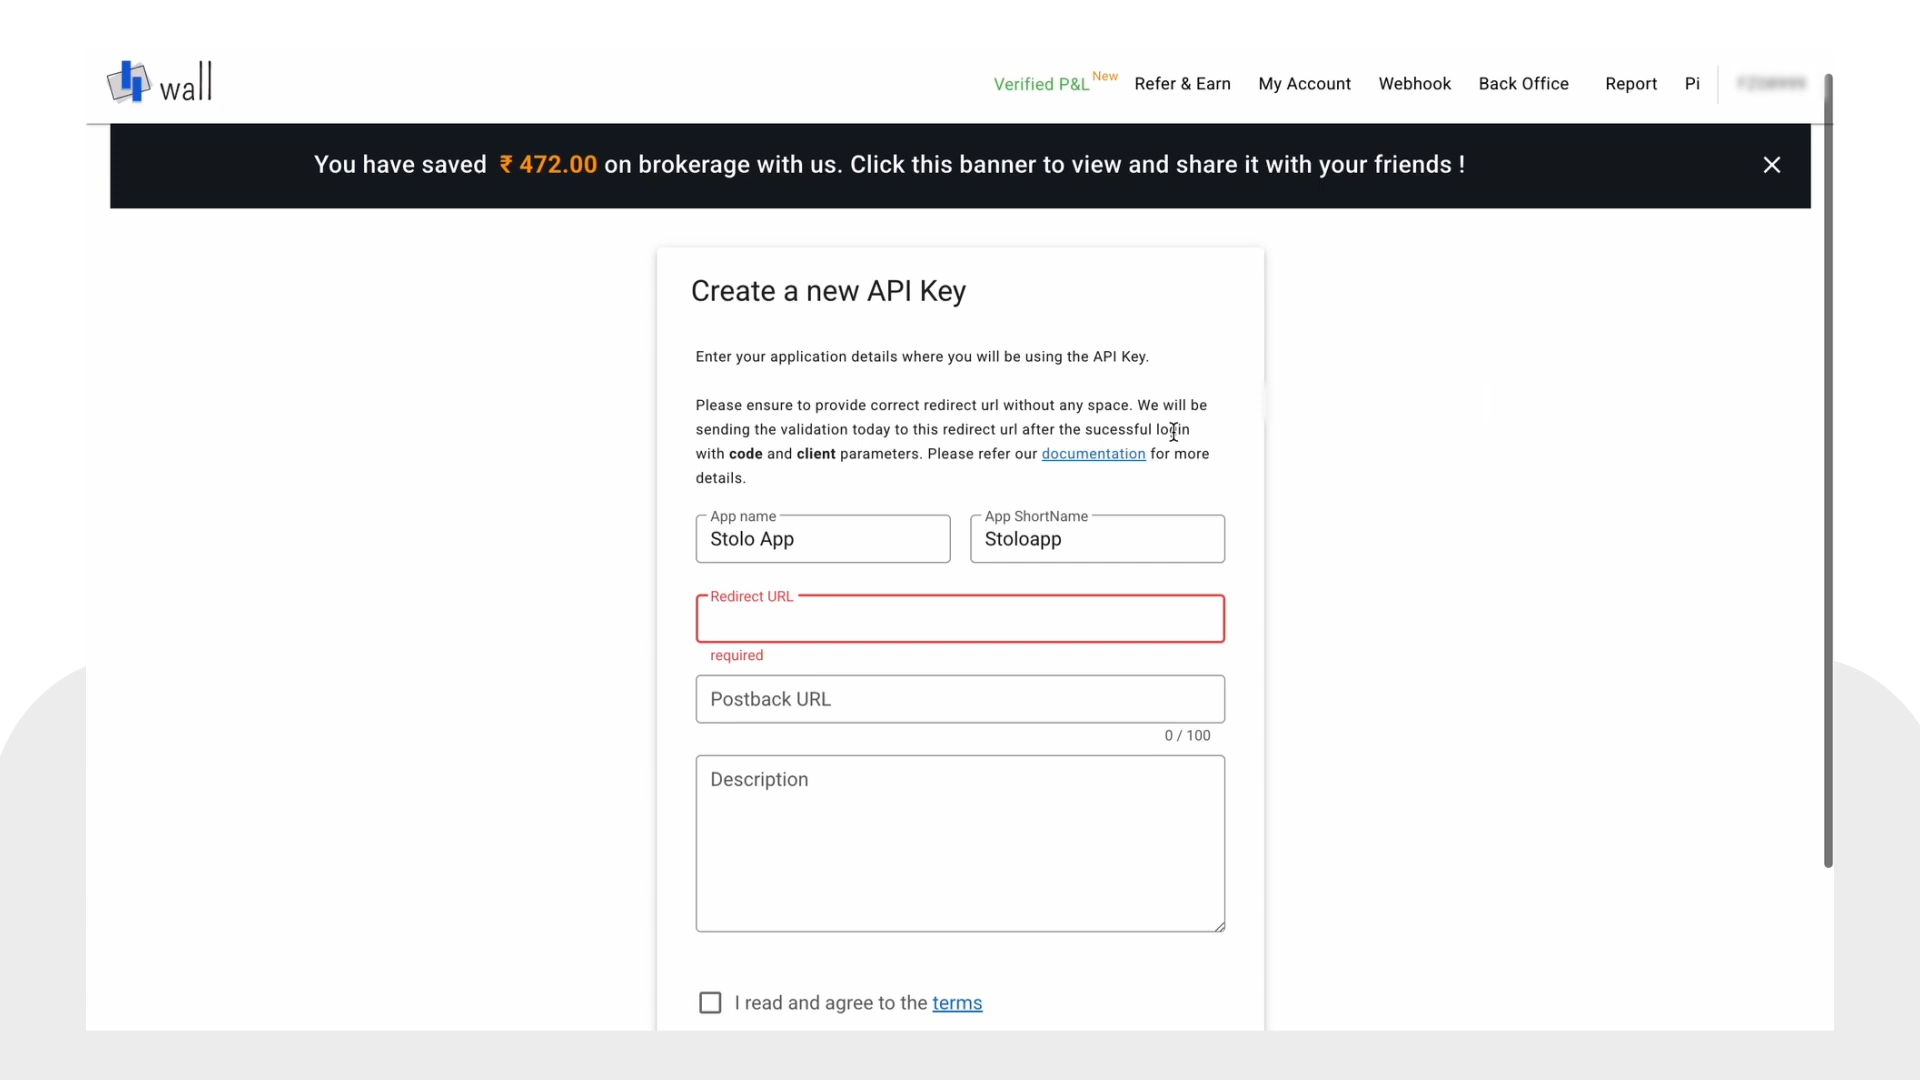 wall
Verified P&L New Refer & Earn My Account Webhook Back Office Report Pi
You have saved ₹ 472.00 on brokerage with us. Click this banner to view and share it with your friends !
Create a new API Key
Enter your application details where you will be using the API Key.
Please ensure to provide correct redirect url without any space. We will be
sending the validation today to this redirect url after the sucessful login
with code and client parameters. Please refer our documentation for more
details.
App name App ShortName
Stolo App Stoloapp
Redirect URL
required
Postback URL
0 / 100
Description
I read and agree to the terms